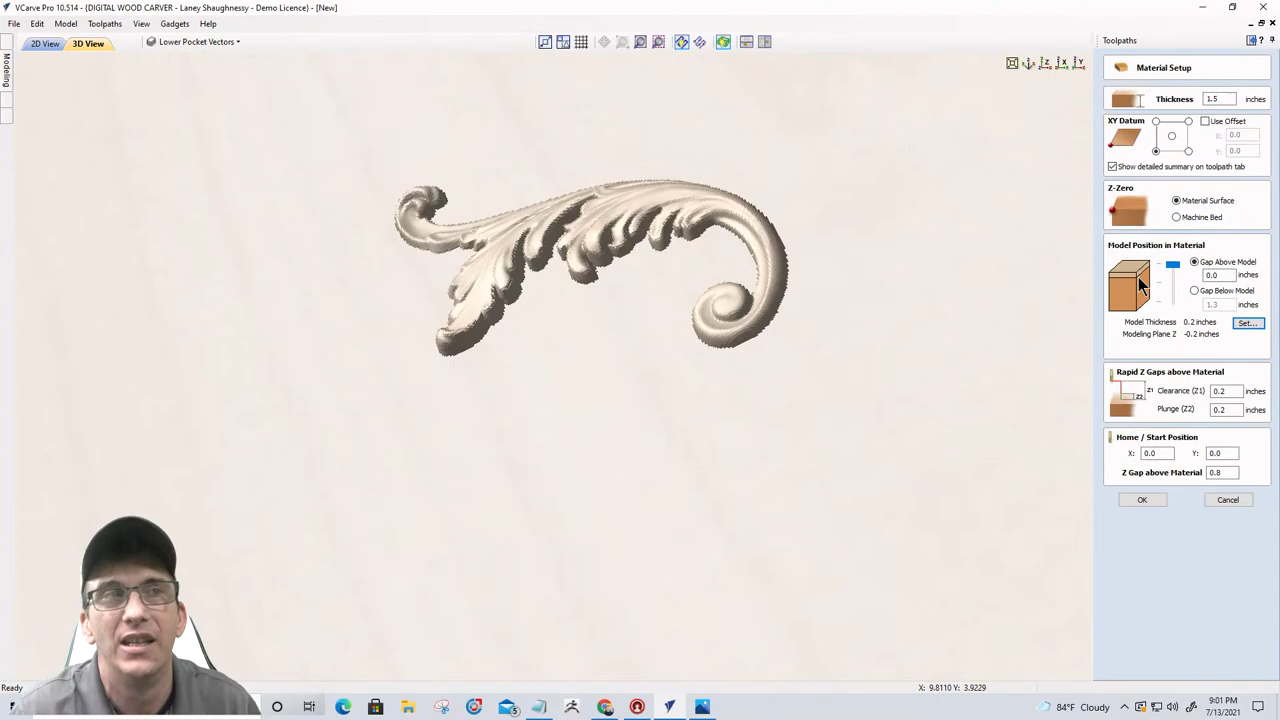 VCarve Pro 10.514 - {DIGITAL WOOD CARVER - Laney Shaughnessy - Demo Licence} - [New]
File Edit Model Toolpaths View Gadgets Help
2D View 3D View Lower Pocket Vectors
Modeling
Toolpaths
Material Setup
Thickness 1.5 inches
XY Datum Use Offset
X: 0.0
Y: 0.0
Show detailed summary on toolpath tab
Z-Zero
Material Surface
Machine Bed
Model Position in Material
Gap Above Model
0.0 inches
Gap Below Model
1.3 inches
Model Thickness 0.2 inches Set...
Modeling Plane Z -0.2 inches
Rapid Z Gaps above Material
Z1 Clearance (Z1) 0.2 inches
Z2 Plunge (Z2) 0.2 inches
Home / Start Position
X: 0.0 Y: 0.0
Z Gap above Material 0.8
OK Cancel
Ready X: 9.8110 Y: 3.9229
5 84°F Cloudy 9:01 PM
7/13/2021